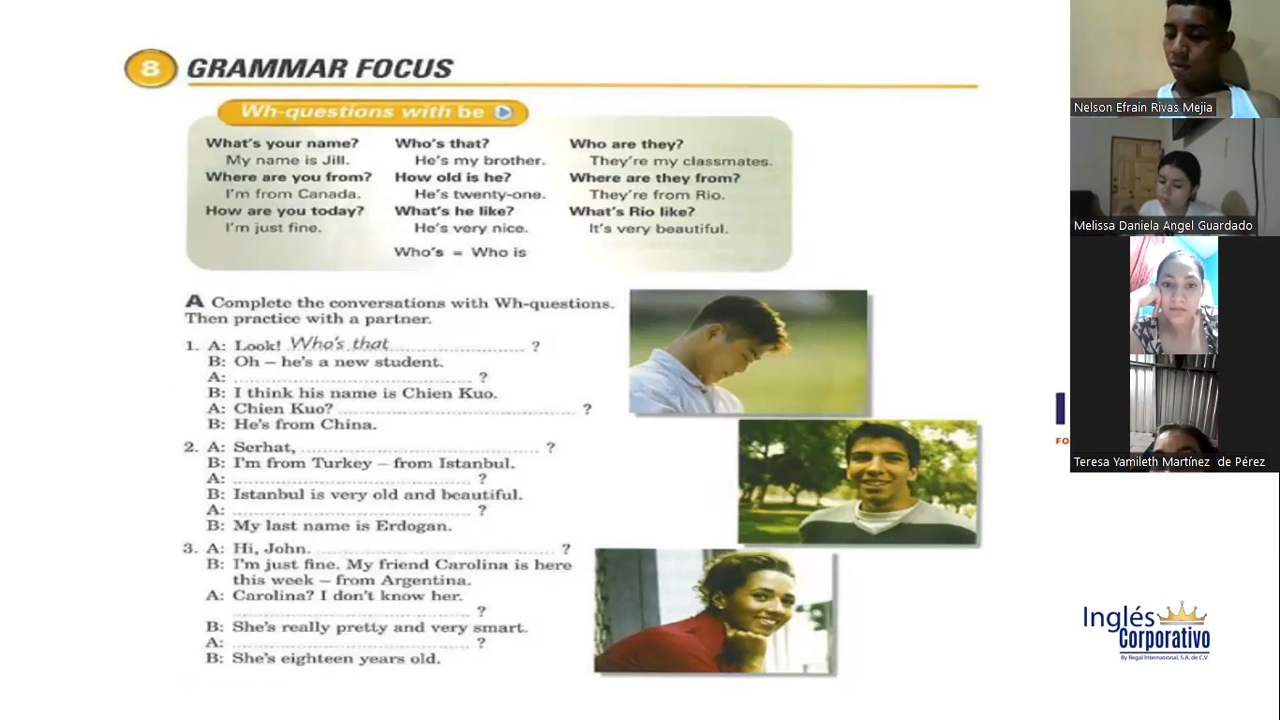 8 GRAMMAR FOCUS
Wh-questions with be
What's your name?
My name is Jill.
Where are you from?
I'm from Canada.
How are you today?
I'm just fine.
Who's that?
He's my brother.
How old is he?
He's twenty-one.
What's he like?
He's very nice.
Who's = Who is
Who are they?
They're my classmates.
Where are they from?
They're from Rio.
What's Rio like?
It's very beautiful.
A Complete the conversations with Wh-questions.
Then practice with a partner.
1. A: Look! Who's that ?
B: Oh – he's a new student.
A: ?
B: I think his name is Chien Kuo.
A: Chien Kuo? ?
B: He's from China.
2. A: Serhat, ?
B: I'm from Turkey – from Istanbul.
A: ?
B: Istanbul is very old and beautiful.
A: ?
B: My last name is Erdogan.
3. A: Hi, John. ?
B: I'm just fine. My friend Carolina is here
this week – from Argentina.
A: Carolina? I don't know her.
?
B: She's really pretty and very smart.
A: ?
B: She's eighteen years old.
Nelson Efrain Rivas Mejia
Melissa Daniela Angel Guardado
Teresa Yamileth Martínez de Pérez
I
FO
Inglés
Corporativo
By Regal International, S.A. de C.V.